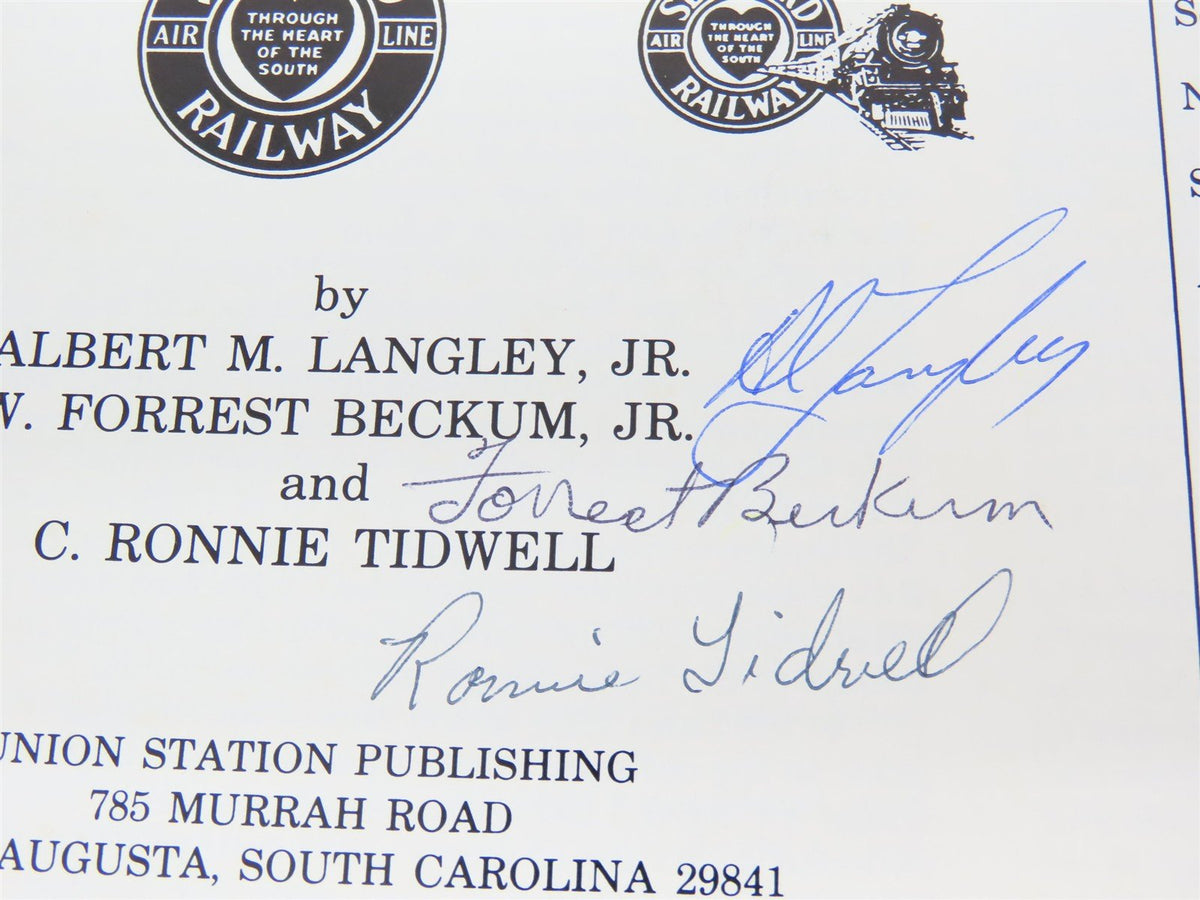 AIR THROUGH THE HEART OF THE SOUTH LINE
RAILWAY
AIR THROUGH THE HEART OF THE SOUTH LINE
RAILWAY
by
ALBERT M. LANGLEY, JR.
Al Langley
W. FORREST BECKUM, JR.
and
Forrest Beckum
C. RONNIE TIDWELL
Ronnie Tidwell
UNION STATION PUBLISHING
785 MURRAH ROAD
AUGUSTA, SOUTH CAROLINA 29841